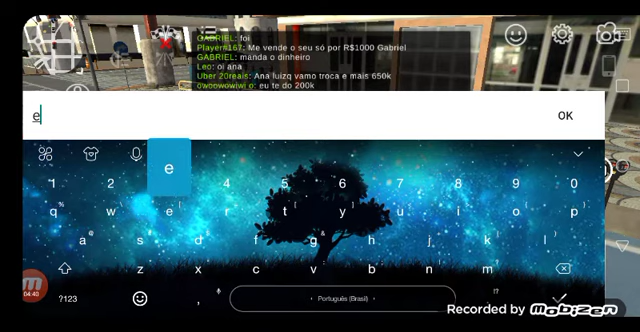 GABRIEL: foi
Player#167: Me vende o seu só por R$1000 Gabriel
GABRIEL: manda o dinheiro
Leo: oi ana
Uber 20reais: Ana luizq vamo troca e mais 650k
owoowowiwi o: eu te do 200k
e
OK
e
1 2 4 5 6 7 8 9 0
q w e r t y u i o p
a s d f g h j k l
z x c v b n m
?123 , Português (Brasil) !?
04:40
Recorded by Mobizen